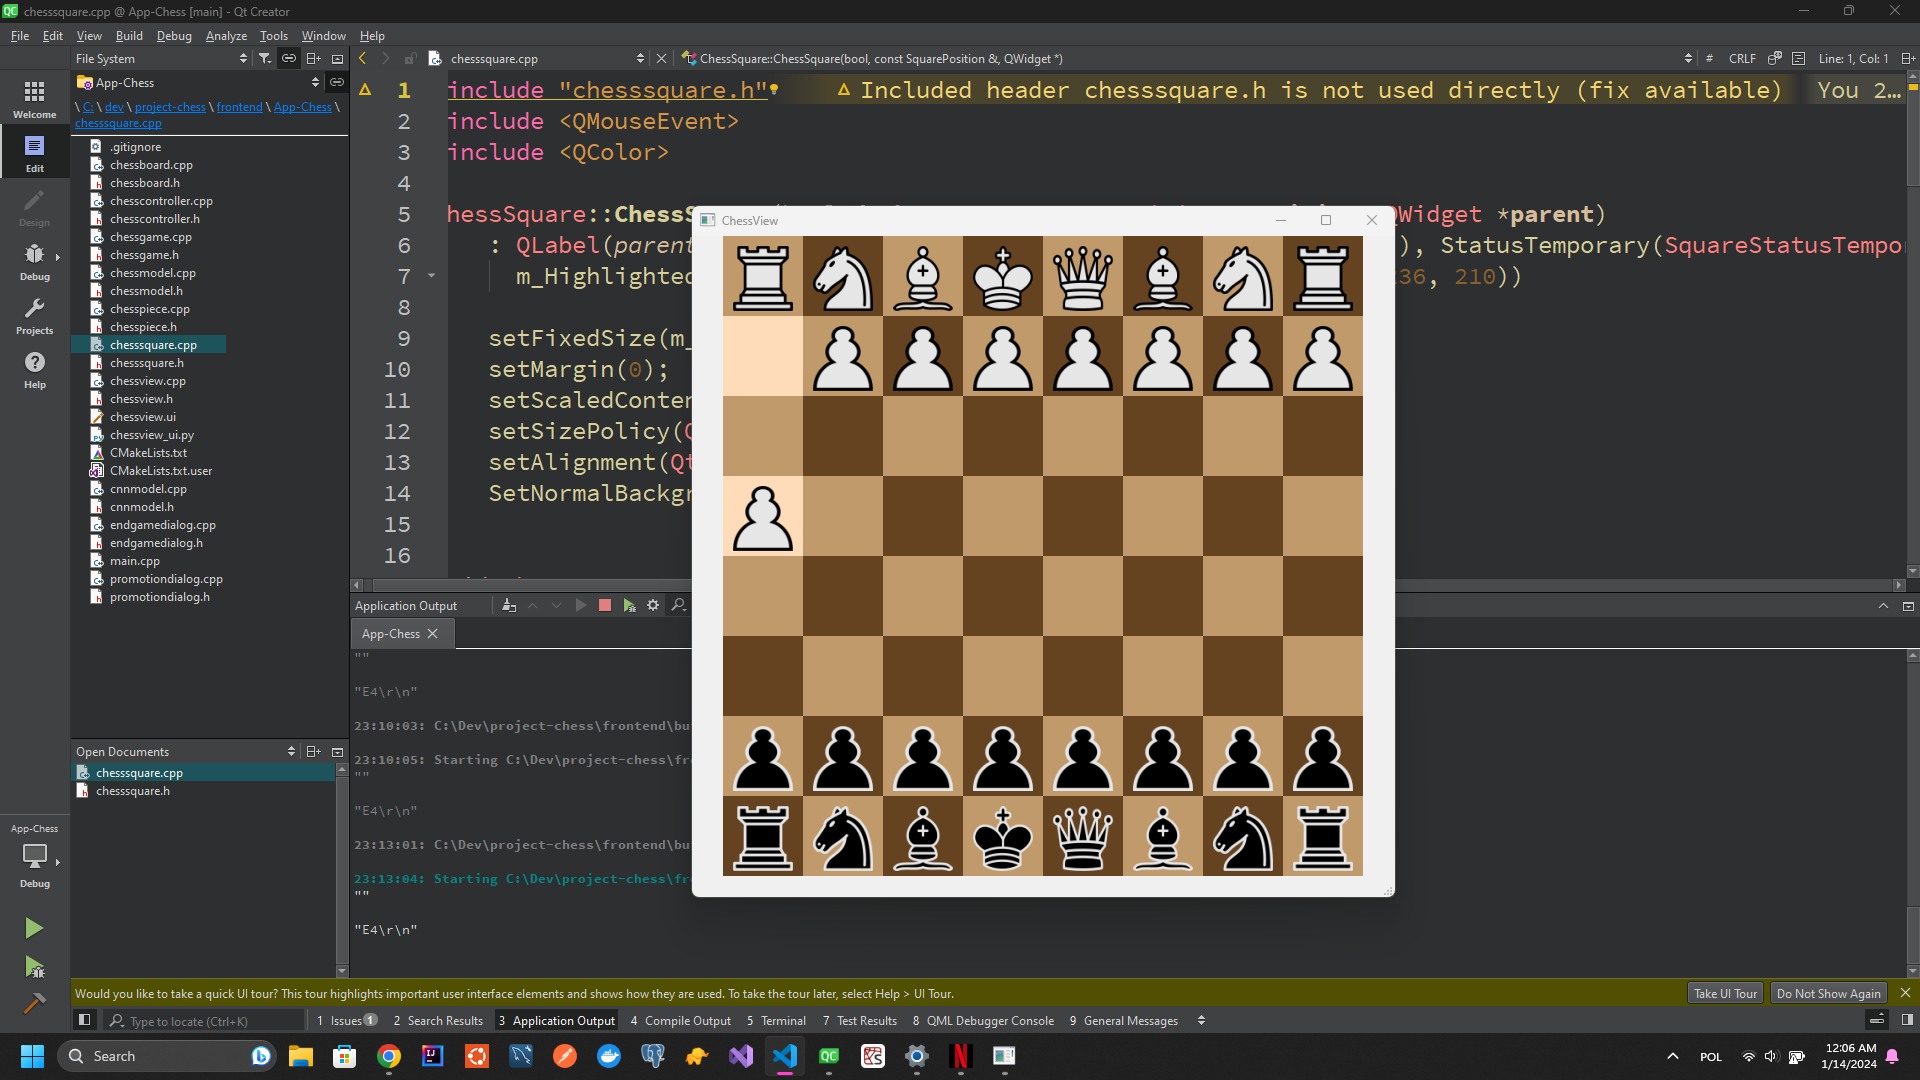 chesssquare.cpp @ App-Chess [main] - Qt Creator
File Edit View Build Debug Analyze Tools Window Help
File System
chesssquare.cpp
ChessSquare::ChessSquare(bool, const SquarePosition &, QWidget *)
# CRLF Line: 1, Col: 1
App-Chess
\ C: \ dev \ project-chess \ frontend \ App-Chess \
chesssquare.cpp
Welcome
Edit
Design
Debug
Projects
Help
.gitignore
chessboard.cpp
chessboard.h
chesscontroller.cpp
chesscontroller.h
chessgame.cpp
chessgame.h
chessmodel.cpp
chessmodel.h
chesspiece.cpp
chesspiece.h
chesssquare.cpp
chesssquare.h
chessview.cpp
chessview.h
chessview.ui
chessview_ui.py
CMakeLists.txt
CMakeLists.txt.user
cnnmodel.cpp
cnnmodel.h
endgamedialog.cpp
endgamedialog.h
main.cpp
promotiondialog.cpp
promotiondialog.h
1 include "chesssquare.h" Included header chesssquare.h is not used directly (fix available) You 2...
2 include <QMouseEvent>
3 include <QColor>
4
5 hessSquare::ChessS QWidget *parent)
6 : QLabel(parent ), StatusTemporary(SquareStatusTempo
7 m_Highlighted 36, 210))
8
9 setFixedSize(m_
10 setMargin(0);
11 setScaledConten
12 setSizePolicy(
13 setAlignment(Qt
14 SetNormalBackgr
15
16
ChessView
Application Output
App-Chess
""
"E4\r\n"
23:10:03: C:\Dev\project-chess\frontend\bu
23:10:05: Starting C:\Dev\project-chess\fr
""
"E4\r\n"
23:13:01: C:\Dev\project-chess\frontend\bu
23:13:04: Starting C:\Dev\project-chess\fr
""
"E4\r\n"
Open Documents
chesssquare.cpp
chesssquare.h
App-Chess
Debug
Would you like to take a quick UI tour? This tour highlights important user interface elements and shows how they are used. To take the tour later, select Help > UI Tour.
Take UI Tour Do Not Show Again
Type to locate (Ctrl+K)
1 Issues 1 2 Search Results 3 Application Output 4 Compile Output 5 Terminal 7 Test Results 8 QML Debugger Console 9 General Messages
Search
POL
12:06 AM
1/14/2024